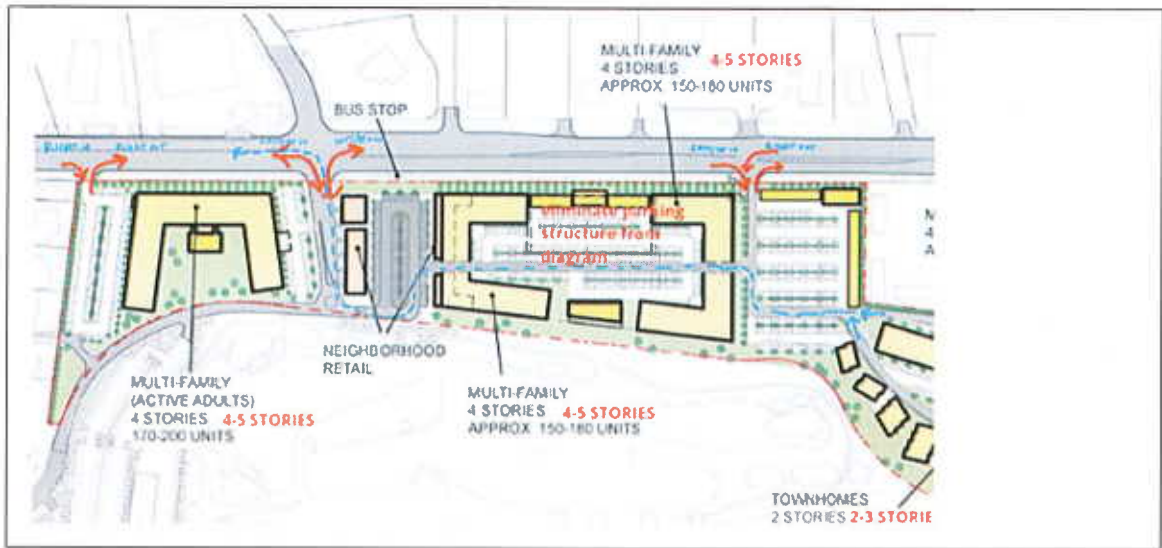 MULTI-FAMILY
4 STORIES 4-5 STORIES
APPROX 150-180 UNITS
BUS STOP
eliminate parking
structure from
diagram
NEIGHBORHOOD
RETAIL
MULTI-FAMILY
(ACTIVE ADULTS)
4 STORIES 4-5 STORIES
170-200 UNITS
MULTI-FAMILY
4 STORIES 4-5 STORIES
APPROX 150-180 UNITS
TOWNHOMES
2 STORIES 2-3 STORIE